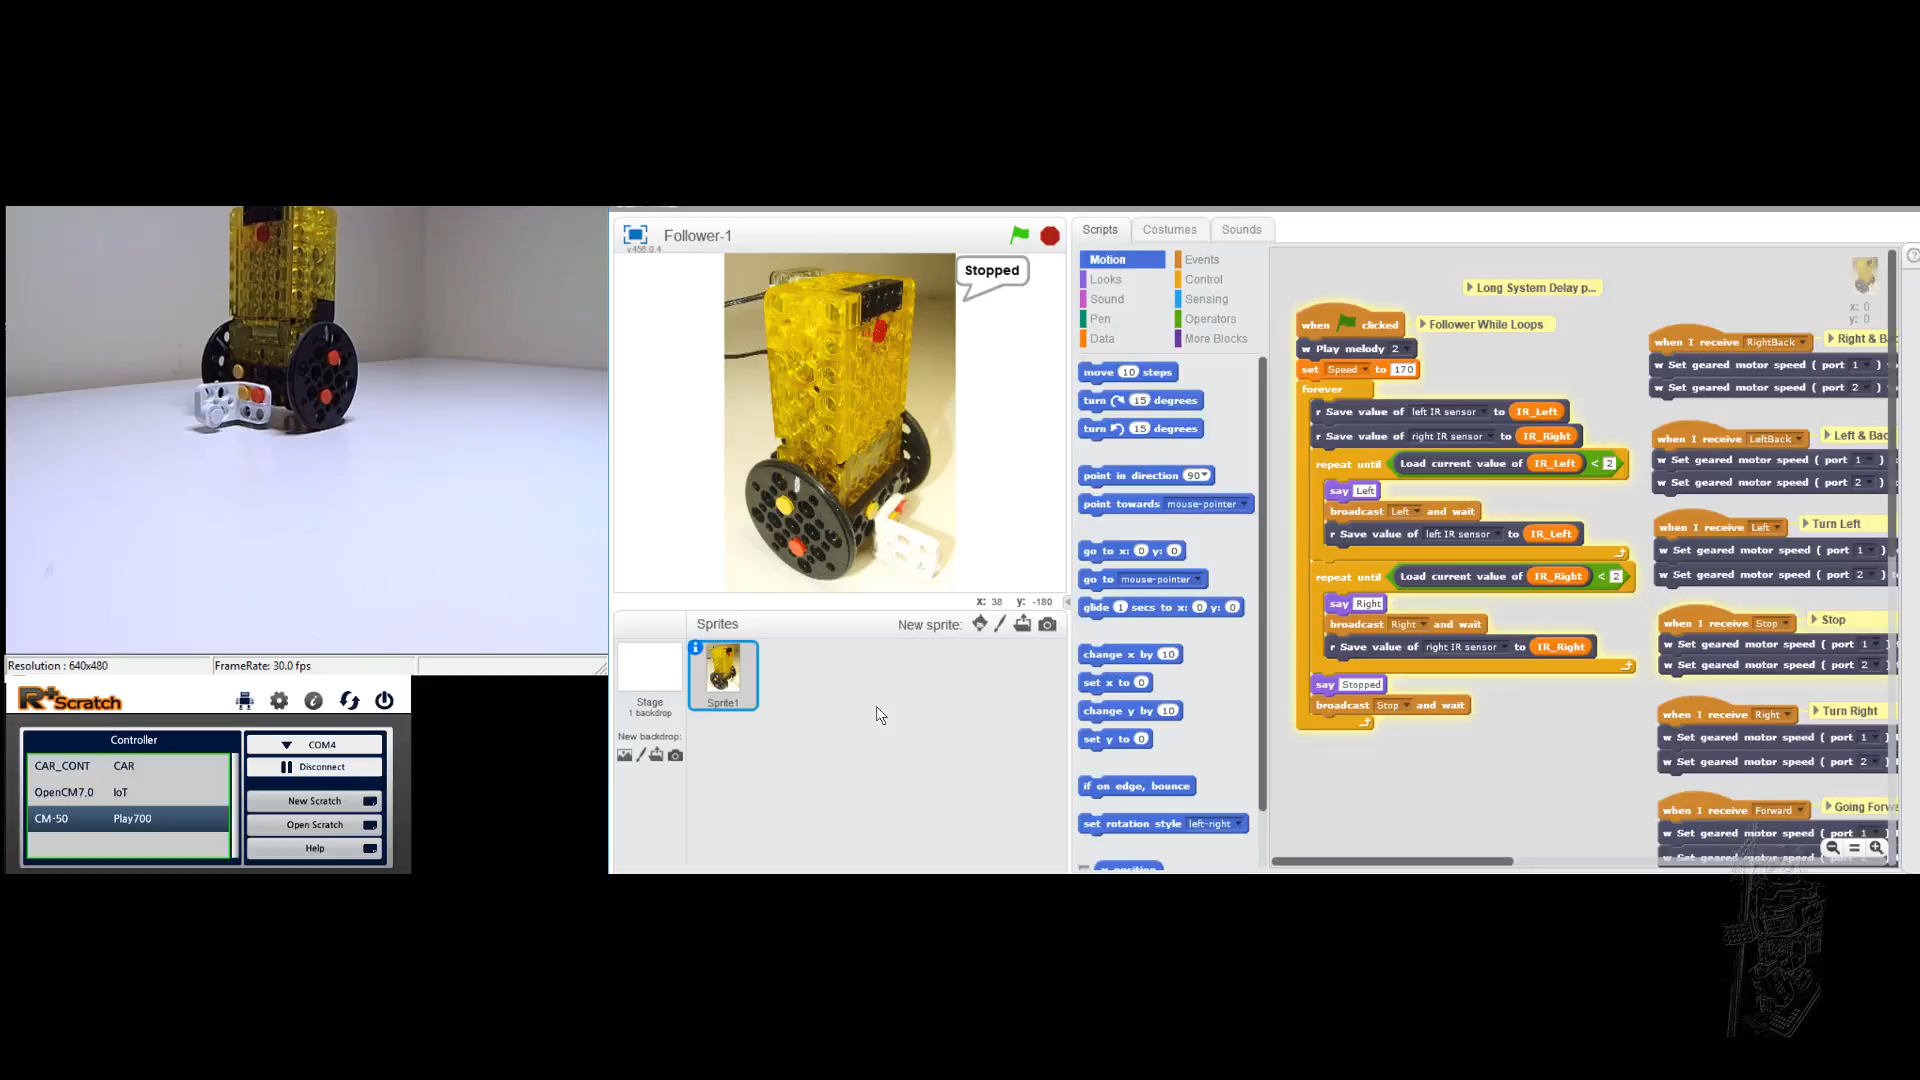 Resolution : 640x480
FrameRate: 30.0 fps
R+Scratch
Controller
CAR_CONT CAR
OpenCM7.0 IoT
CM-50 Play700
COM4
Disconnect
New Scratch
Open Scratch
Help
v456.0.4
Follower-1
Stopped
x: 38 y: -180
Sprites
New sprite:
Stage
1 backdrop
New backdrop:
Sprite1
Scripts
Costumes
Sounds
Motion
Looks
Sound
Pen
Data
Events
Control
Sensing
Operators
More Blocks
move 10 steps
turn 15 degrees
turn 15 degrees
point in direction 90
point towards mouse-pointer
go to x: 0 y: 0
go to mouse-pointer
glide 1 secs to x: 0 y: 0
change x by 10
set x to 0
change y by 10
set y to 0
if on edge, bounce
set rotation style left-right
Long System Delay p...
when clicked
Follower While Loops
w Play melody 2
set Speed to 170
forever
r Save value of left IR sensor to IR_Left
r Save value of right IR sensor to IR_Right
repeat until Load current value of IR_Left < 2
say Left
broadcast Left and wait
r Save value of left IR sensor to IR_Left
repeat until Load current value of IR_Right < 2
say Right
broadcast Right and wait
r Save value of right IR sensor to IR_Right
say Stopped
broadcast Stop and wait
x: 0
y: 0
when I receive RightBack
Right & Ba
w Set geared motor speed ( port 1
w Set geared motor speed ( port 2
when I receive LeftBack
Left & Bac
w Set geared motor speed ( port 1 )
w Set geared motor speed ( port 2 )
when I receive Left
Turn Left
w Set geared motor speed ( port 1
w Set geared motor speed ( port 2
when I receive Stop
Stop
w Set geared motor speed ( port 1
w Set geared motor speed ( port 2
when I receive Right
Turn Right
w Set geared motor speed ( port 1 )
w Set geared motor speed ( port 2
when I receive Forward
Going Forw
w Set geared motor speed ( port 1